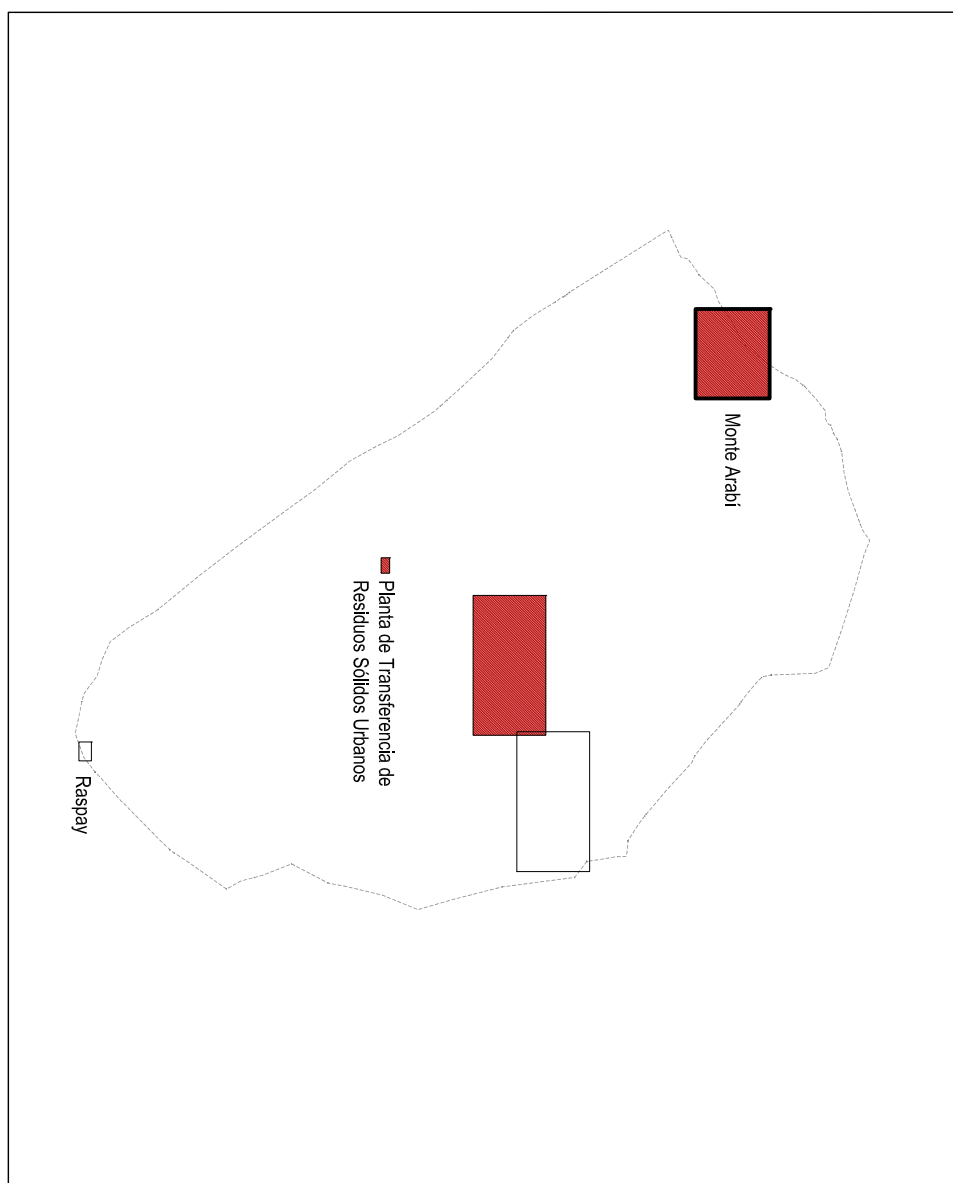 Monte Arabí
Planta de Transferencia de
Residuos Sólidos Urbanos
Raspay